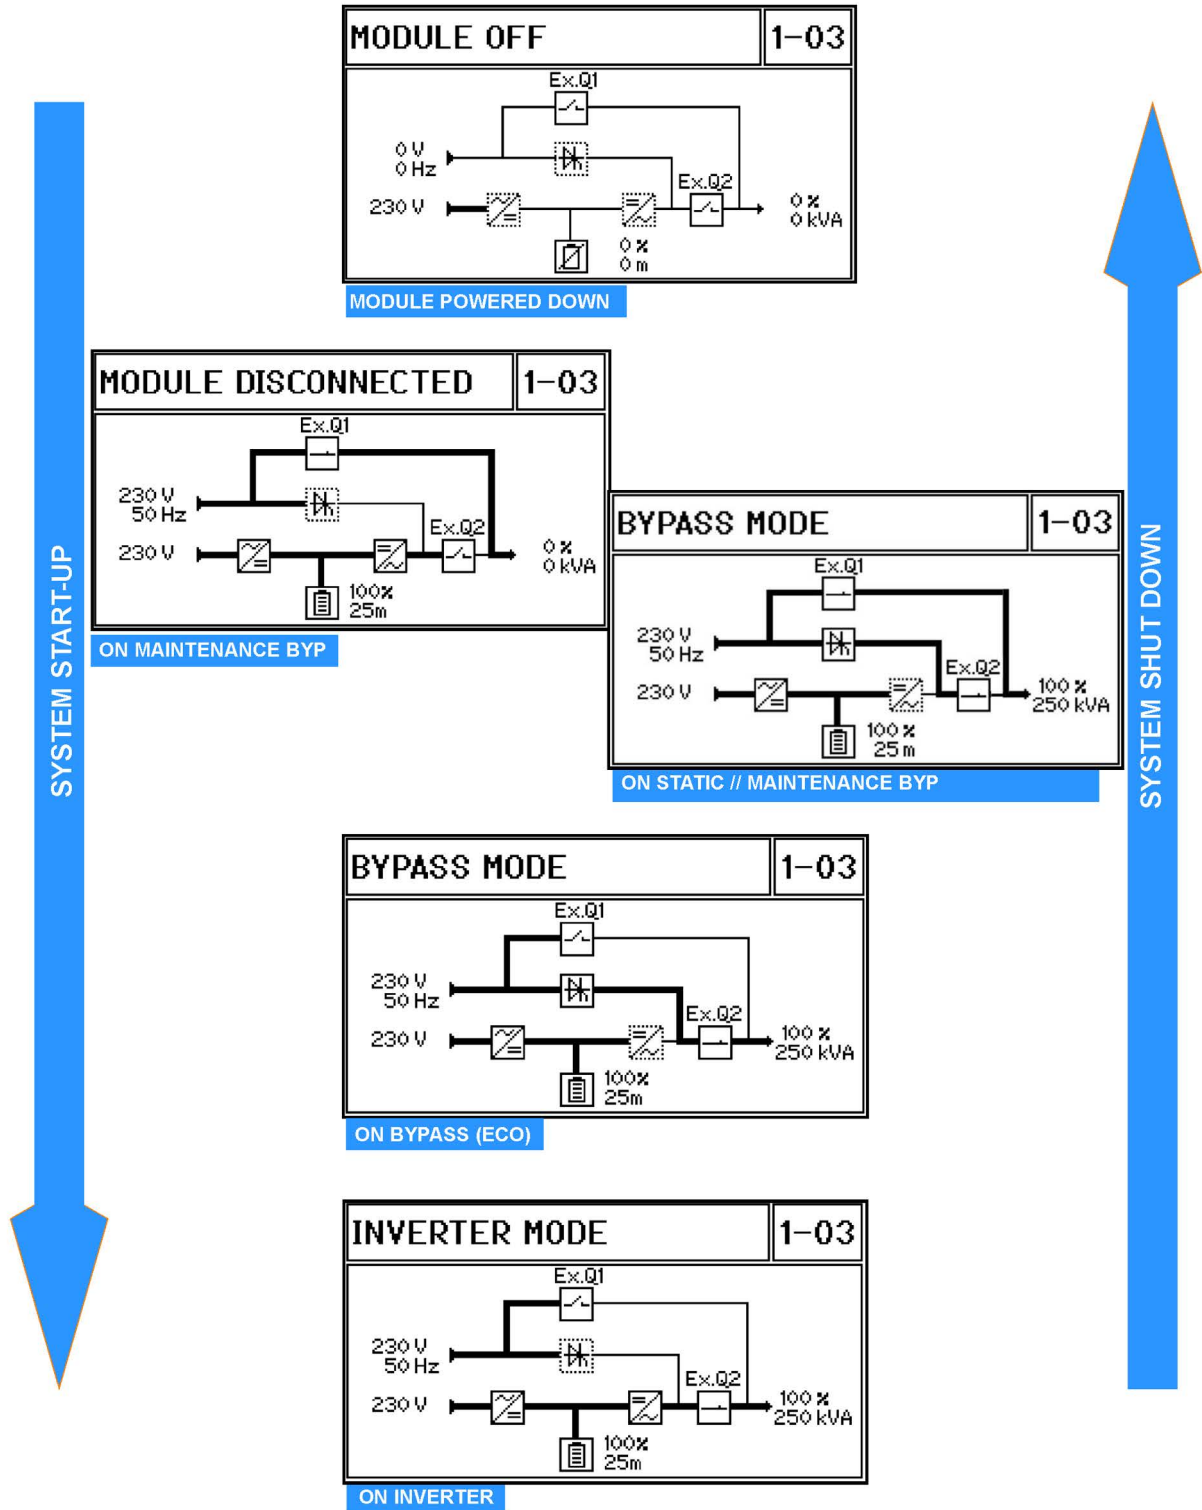 MODULE OFF 1-03
Ex.Q1
0 V
0 Hz
Ex.Q2
230 V
0 %
0 kVA
0 %
0 m
MODULE POWERED DOWN
MODULE DISCONNECTED 1-03
Ex.Q1
230 V
50 Hz
Ex.Q2
230 V
0 %
0 kVA
100%
25m
ON MAINTENANCE BYP
BYPASS MODE 1-03
Ex.Q1
230 V
50 Hz
Ex.Q2
230 V
100 %
250 kVA
100 %
25 m
ON STATIC // MAINTENANCE BYP
SYSTEM START-UP
SYSTEM SHUT DOWN
BYPASS MODE 1-03
Ex.Q1
230 V
50 Hz
Ex.Q2
230 V
100 %
250 kVA
100%
25m
ON BYPASS (ECO)
INVERTER MODE 1-03
Ex.Q1
230 V
50 Hz
Ex.Q2
230 V
100 %
250 kVA
100%
25m
ON INVERTER